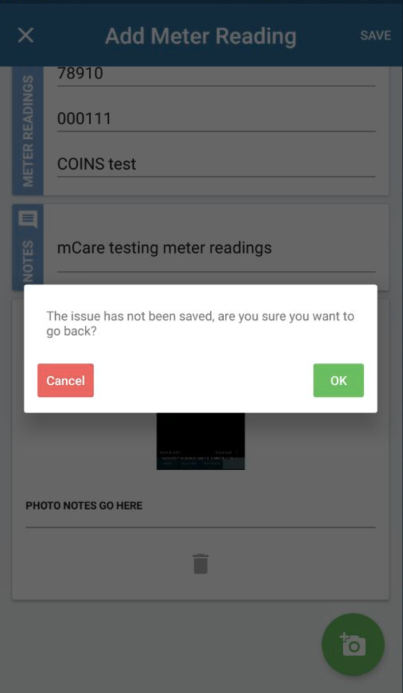 Add Meter Reading
SAVE
METER READINGS
78910
000111
COINS test
NOTES
mCare testing meter readings
The issue has not been saved, are you sure you want to
go back?
Cancel
OK
PHOTO NOTES GO HERE